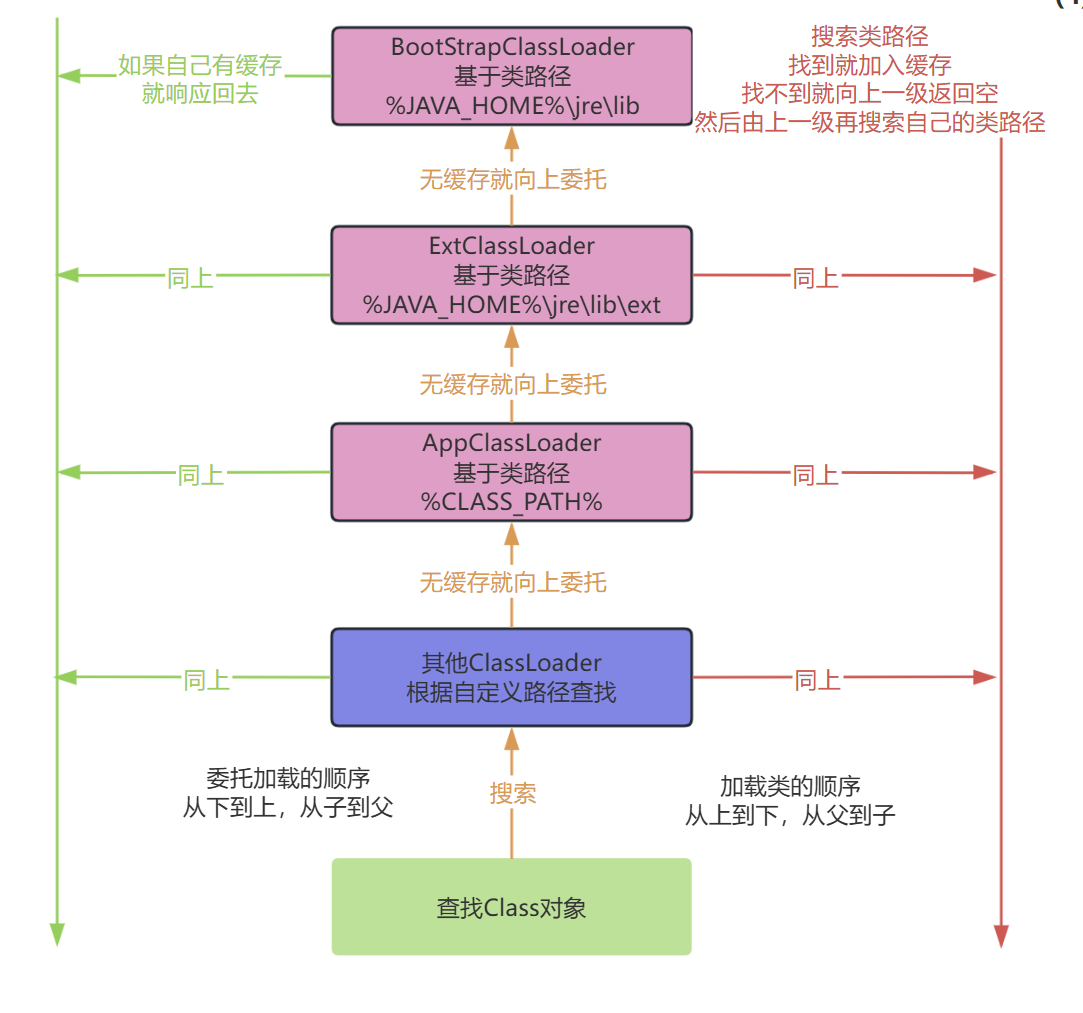 BootStrapClassLoader
基于类路径
%JAVA_HOME%\jre\lib
如果自己有缓存
就响应回去
搜索类路径
找到就加入缓存
找不到就向上一级返回空
然后由上一级再搜索自己的类路径
无缓存就向上委托
ExtClassLoader
基于类路径
%JAVA_HOME%\jre\lib\ext
同上
同上
无缓存就向上委托
AppClassLoader
基于类路径
%CLASS_PATH%
同上
同上
无缓存就向上委托
其他ClassLoader
根据自定义路径查找
同上
同上
委托加载的顺序
从下到上，从子到父
搜索
加载类的顺序
从上到下，从父到子
查找Class对象